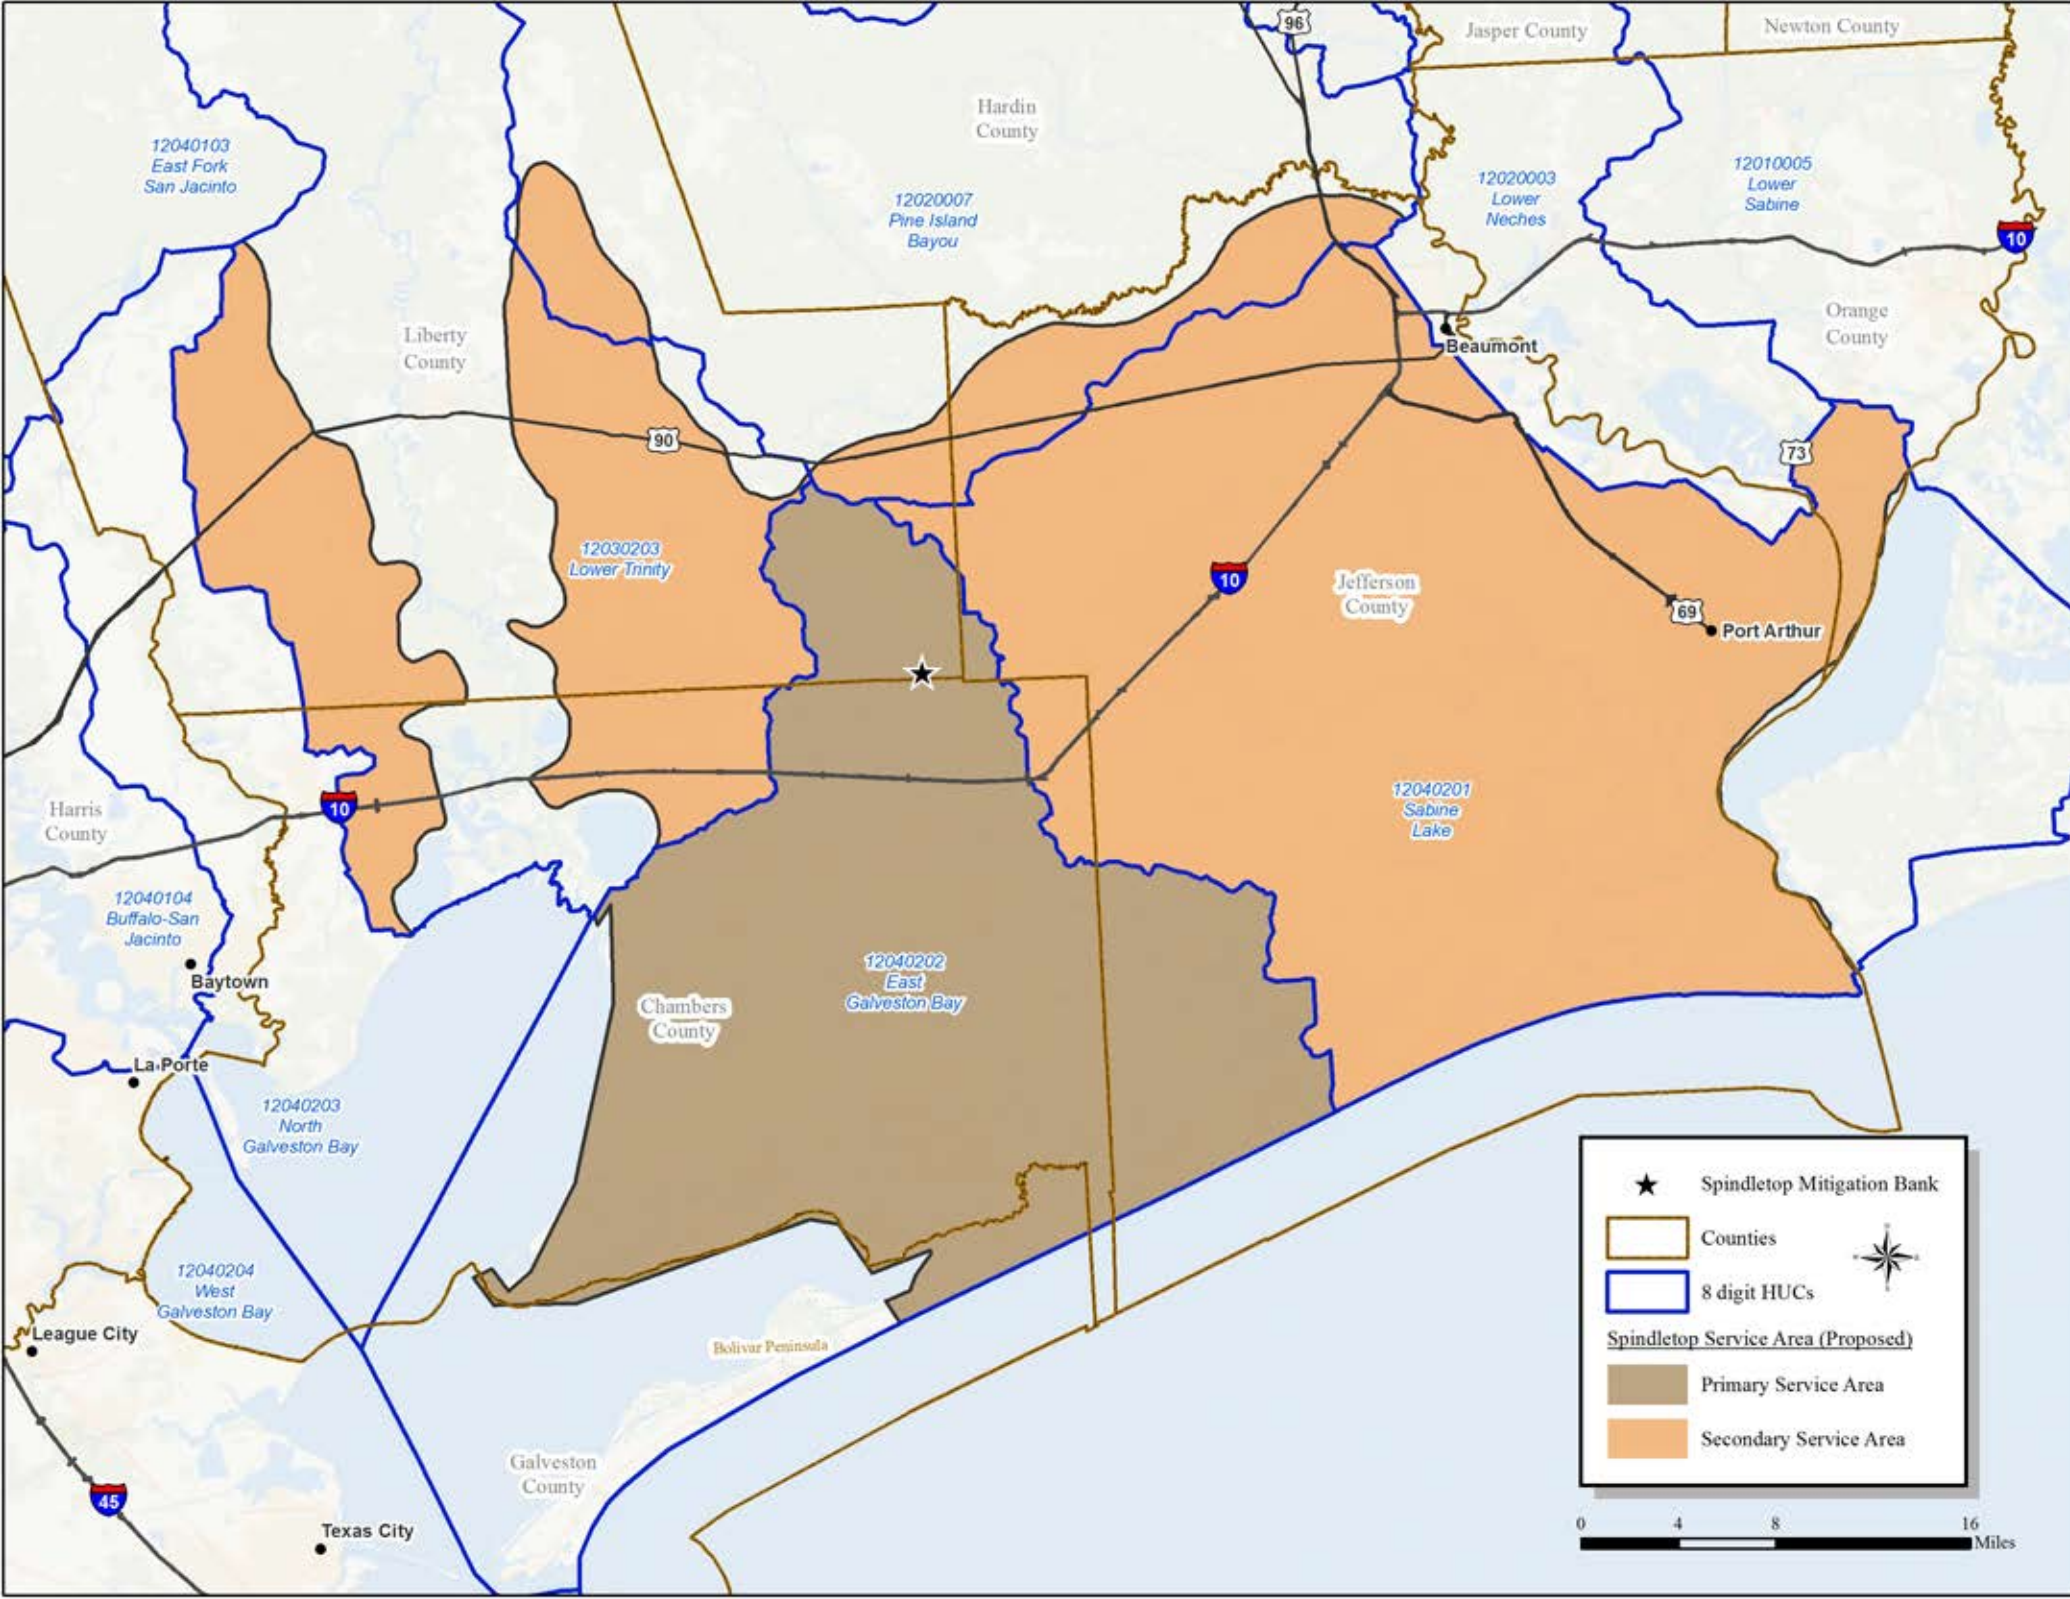 96
Jasper County
Newton County
Hardin
County
12040103
East Fork
San Jacinto
12020007
Pine Island
Bayou
12020003
Lower
Neches
12010005
Lower
Sabine
10
Liberty
County
Orange
County
Beaumont
90
73
12030203
Lower Trinity
10
Jefferson
County
69
Port Arthur
12040201
Sabine
Lake
Harris
County
10
12040104
Buffalo-San
Jacinto
Baytown
12040202
East
Galveston Bay
Chambers
County
La Porte
12040203
North
Galveston Bay
12040204
West
Galveston Bay
League City
Bolivar Peninsula
Galveston
County
45
Texas City
Spindletop Mitigation Bank
Counties
8 digit HUCs
Spindletop Service Area (Proposed)
Primary Service Area
Secondary Service Area
0 4 8 16
Miles